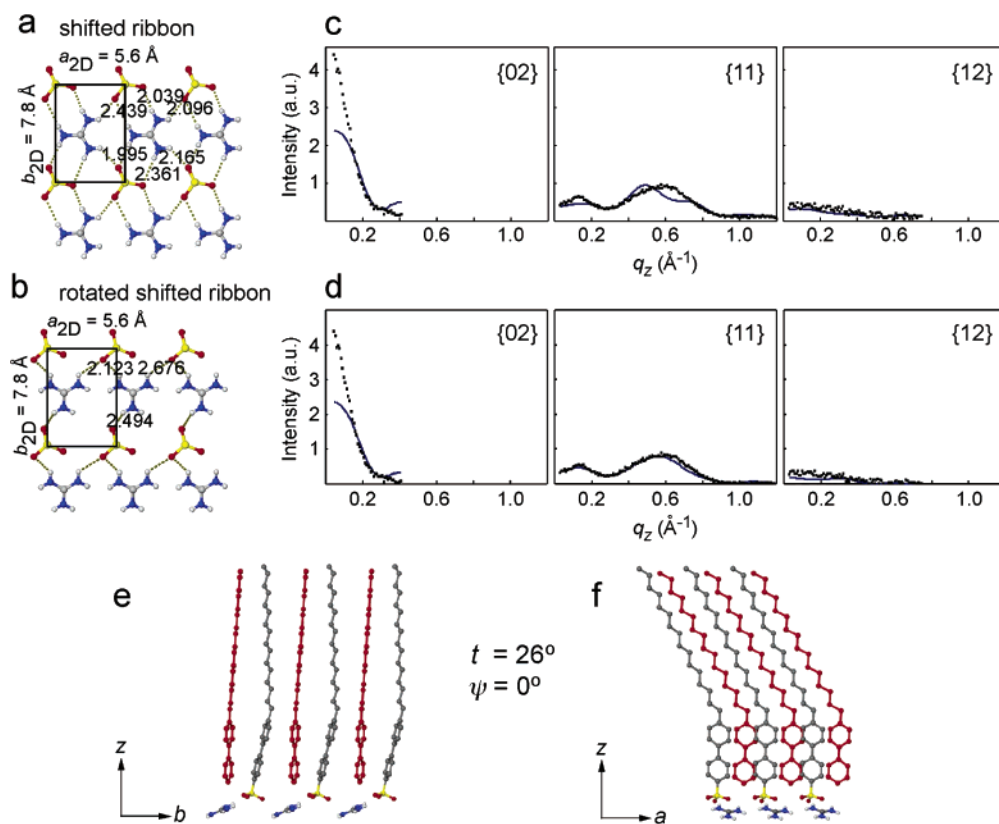 a
shifted ribbon
a2D = 5.6 Å
b2D = 7.8 Å
2.039
2.439
2.096
1.995
2.165
2.361
b
rotated shifted ribbon
a2D = 5.6 Å
b2D = 7.8 Å
2.123
2.676
2.494
c
Intensity (a.u.)
4
3
2
1
{02}
{11}
{12}
0.2 0.6 1.0
0.2 0.6 1.0
0.2 0.6 1.0
qz (Å-1)
d
Intensity (a.u.)
4
3
2
1
{02}
{11}
{12}
0.2 0.6 1.0
0.2 0.6 1.0
0.2 0.6 1.0
qz (Å-1)
e
z
b
t = 26º
ψ = 0º
f
z
a